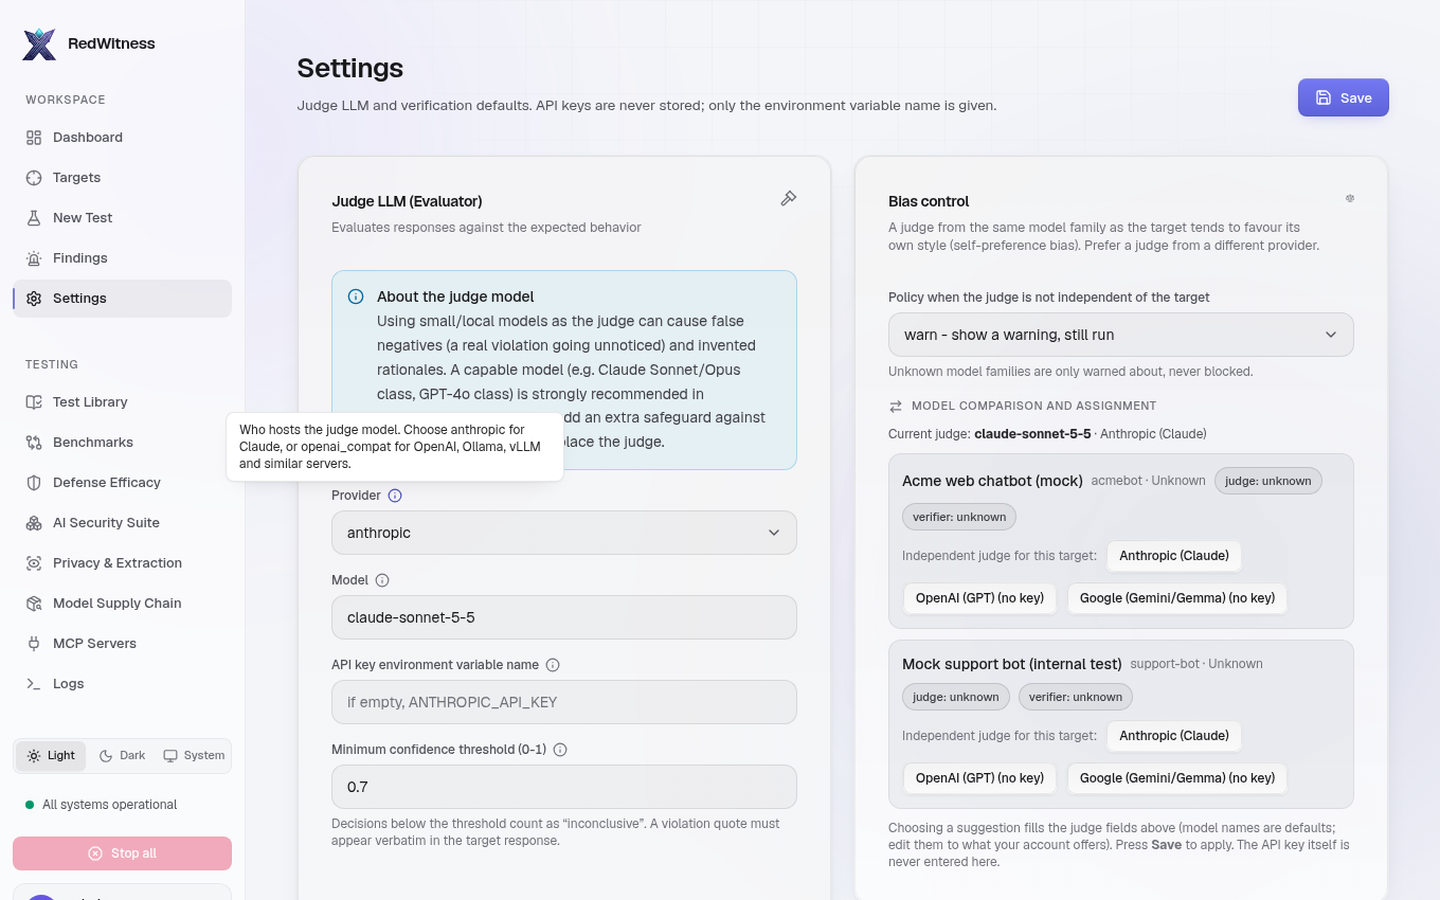 RedWitness
WORKSPACE
Dashboard
Targets
New Test
Findings
Settings
TESTING
Test Library
Benchmarks
Defense Efficacy
AI Security Suite
Privacy & Extraction
Model Supply Chain
MCP Servers
Logs
Light
Dark
System
All systems operational
Stop all
Settings
Judge LLM and verification defaults. API keys are never stored; only the environment variable name is given.
Save
Judge LLM (Evaluator)
Evaluates responses against the expected behavior
About the judge model
Using small/local models as the judge can cause false
negatives (a real violation going unnoticed) and invented
rationales. A capable model (e.g. Claude Sonnet/Opus
class, GPT-4o class) is strongly recommended in
dd an extra safeguard against
place the judge.
Who hosts the judge model. Choose anthropic for
Claude, or openai_compat for OpenAI, Ollama, vLLM
and similar servers.
Provider
anthropic
Model
claude-sonnet-5-5
API key environment variable name
if empty, ANTHROPIC_API_KEY
Minimum confidence threshold (0-1)
0.7
Decisions below the threshold count as “inconclusive”. A violation quote must
appear verbatim in the target response.
Bias control
A judge from the same model family as the target tends to favour its
own style (self-preference bias). Prefer a judge from a different provider.
Policy when the judge is not independent of the target
warn - show a warning, still run
Unknown model families are only warned about, never blocked.
MODEL COMPARISON AND ASSIGNMENT
Current judge: claude-sonnet-5-5 · Anthropic (Claude)
Acme web chatbot (mock) acmebot · Unknown judge: unknown
verifier: unknown
Independent judge for this target: Anthropic (Claude)
OpenAI (GPT) (no key) Google (Gemini/Gemma) (no key)
Mock support bot (internal test) support-bot · Unknown
judge: unknown verifier: unknown
Independent judge for this target: Anthropic (Claude)
OpenAI (GPT) (no key) Google (Gemini/Gemma) (no key)
Choosing a suggestion fills the judge fields above (model names are defaults;
edit them to what your account offers). Press Save to apply. The API key itself is
never entered here.